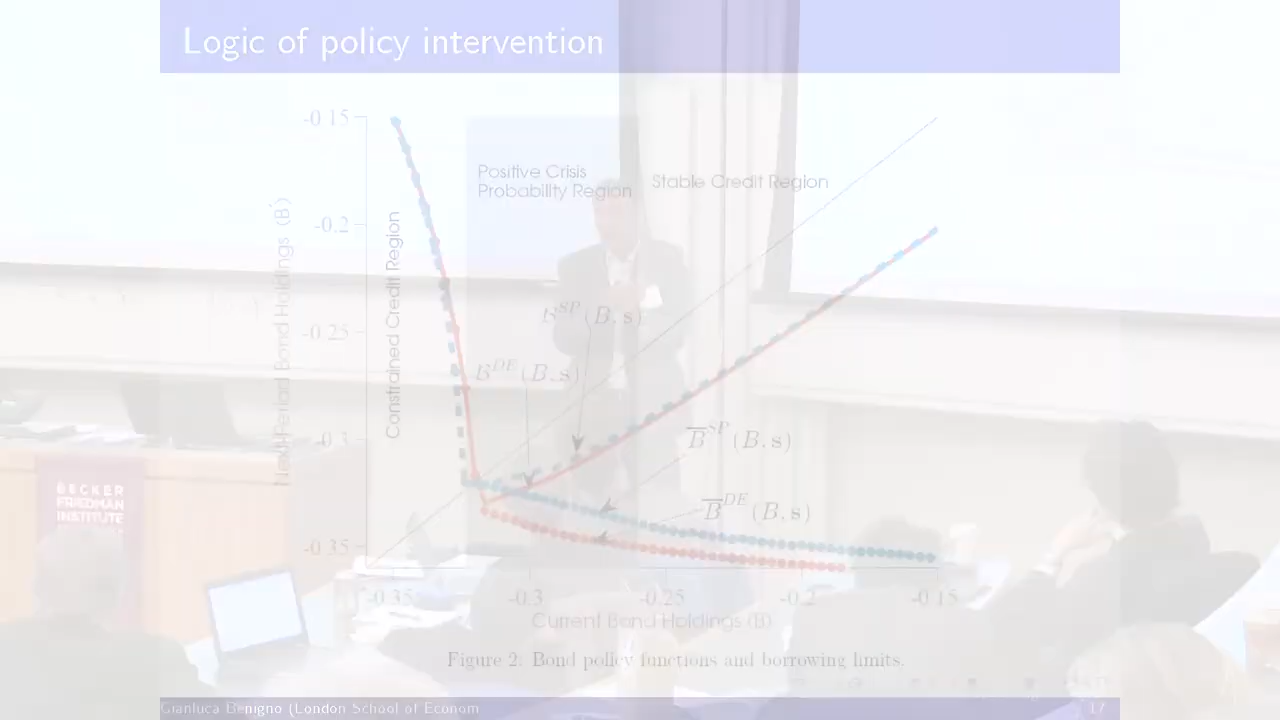 Logic of policy intervention
-0.15
Positive Crisis
Probability Region
Stable Credit Region
-0.2
Next-Period Bond Holdings (B')
Constrained Credit Region
B^SP(B,s)
-0.25
B^DE(B,s)
-0.3
B̅^SP(B,s)
B̅^DE(B,s)
-0.35
-0.35 -0.3 -0.25 -0.2 -0.15
Current Bond Holdings (B)
Figure 2: Bond policy functions and borrowing limits.
BECKER
FRIEDMAN
INSTITUTE
Gianluca Benigno (London School of Econom
17